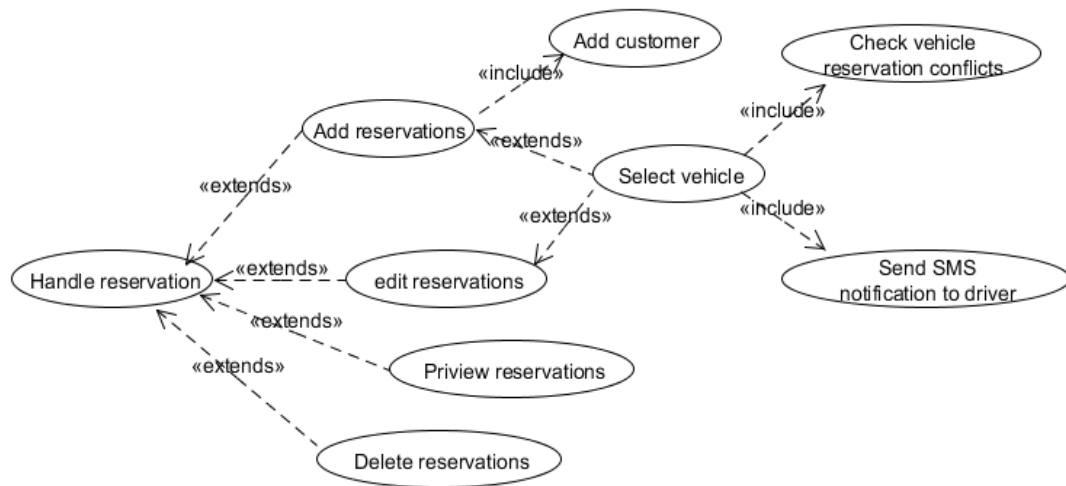 Add customer
Check vehicle
reservation conflicts
«include»
«include»
Add reservations
«extends»
Select vehicle
«extends»
«include»
«extends»
Handle reservation
«extends»
edit reservations
Send SMS
notification to driver
«extends»
«extends»
Priview reservations
Delete reservations